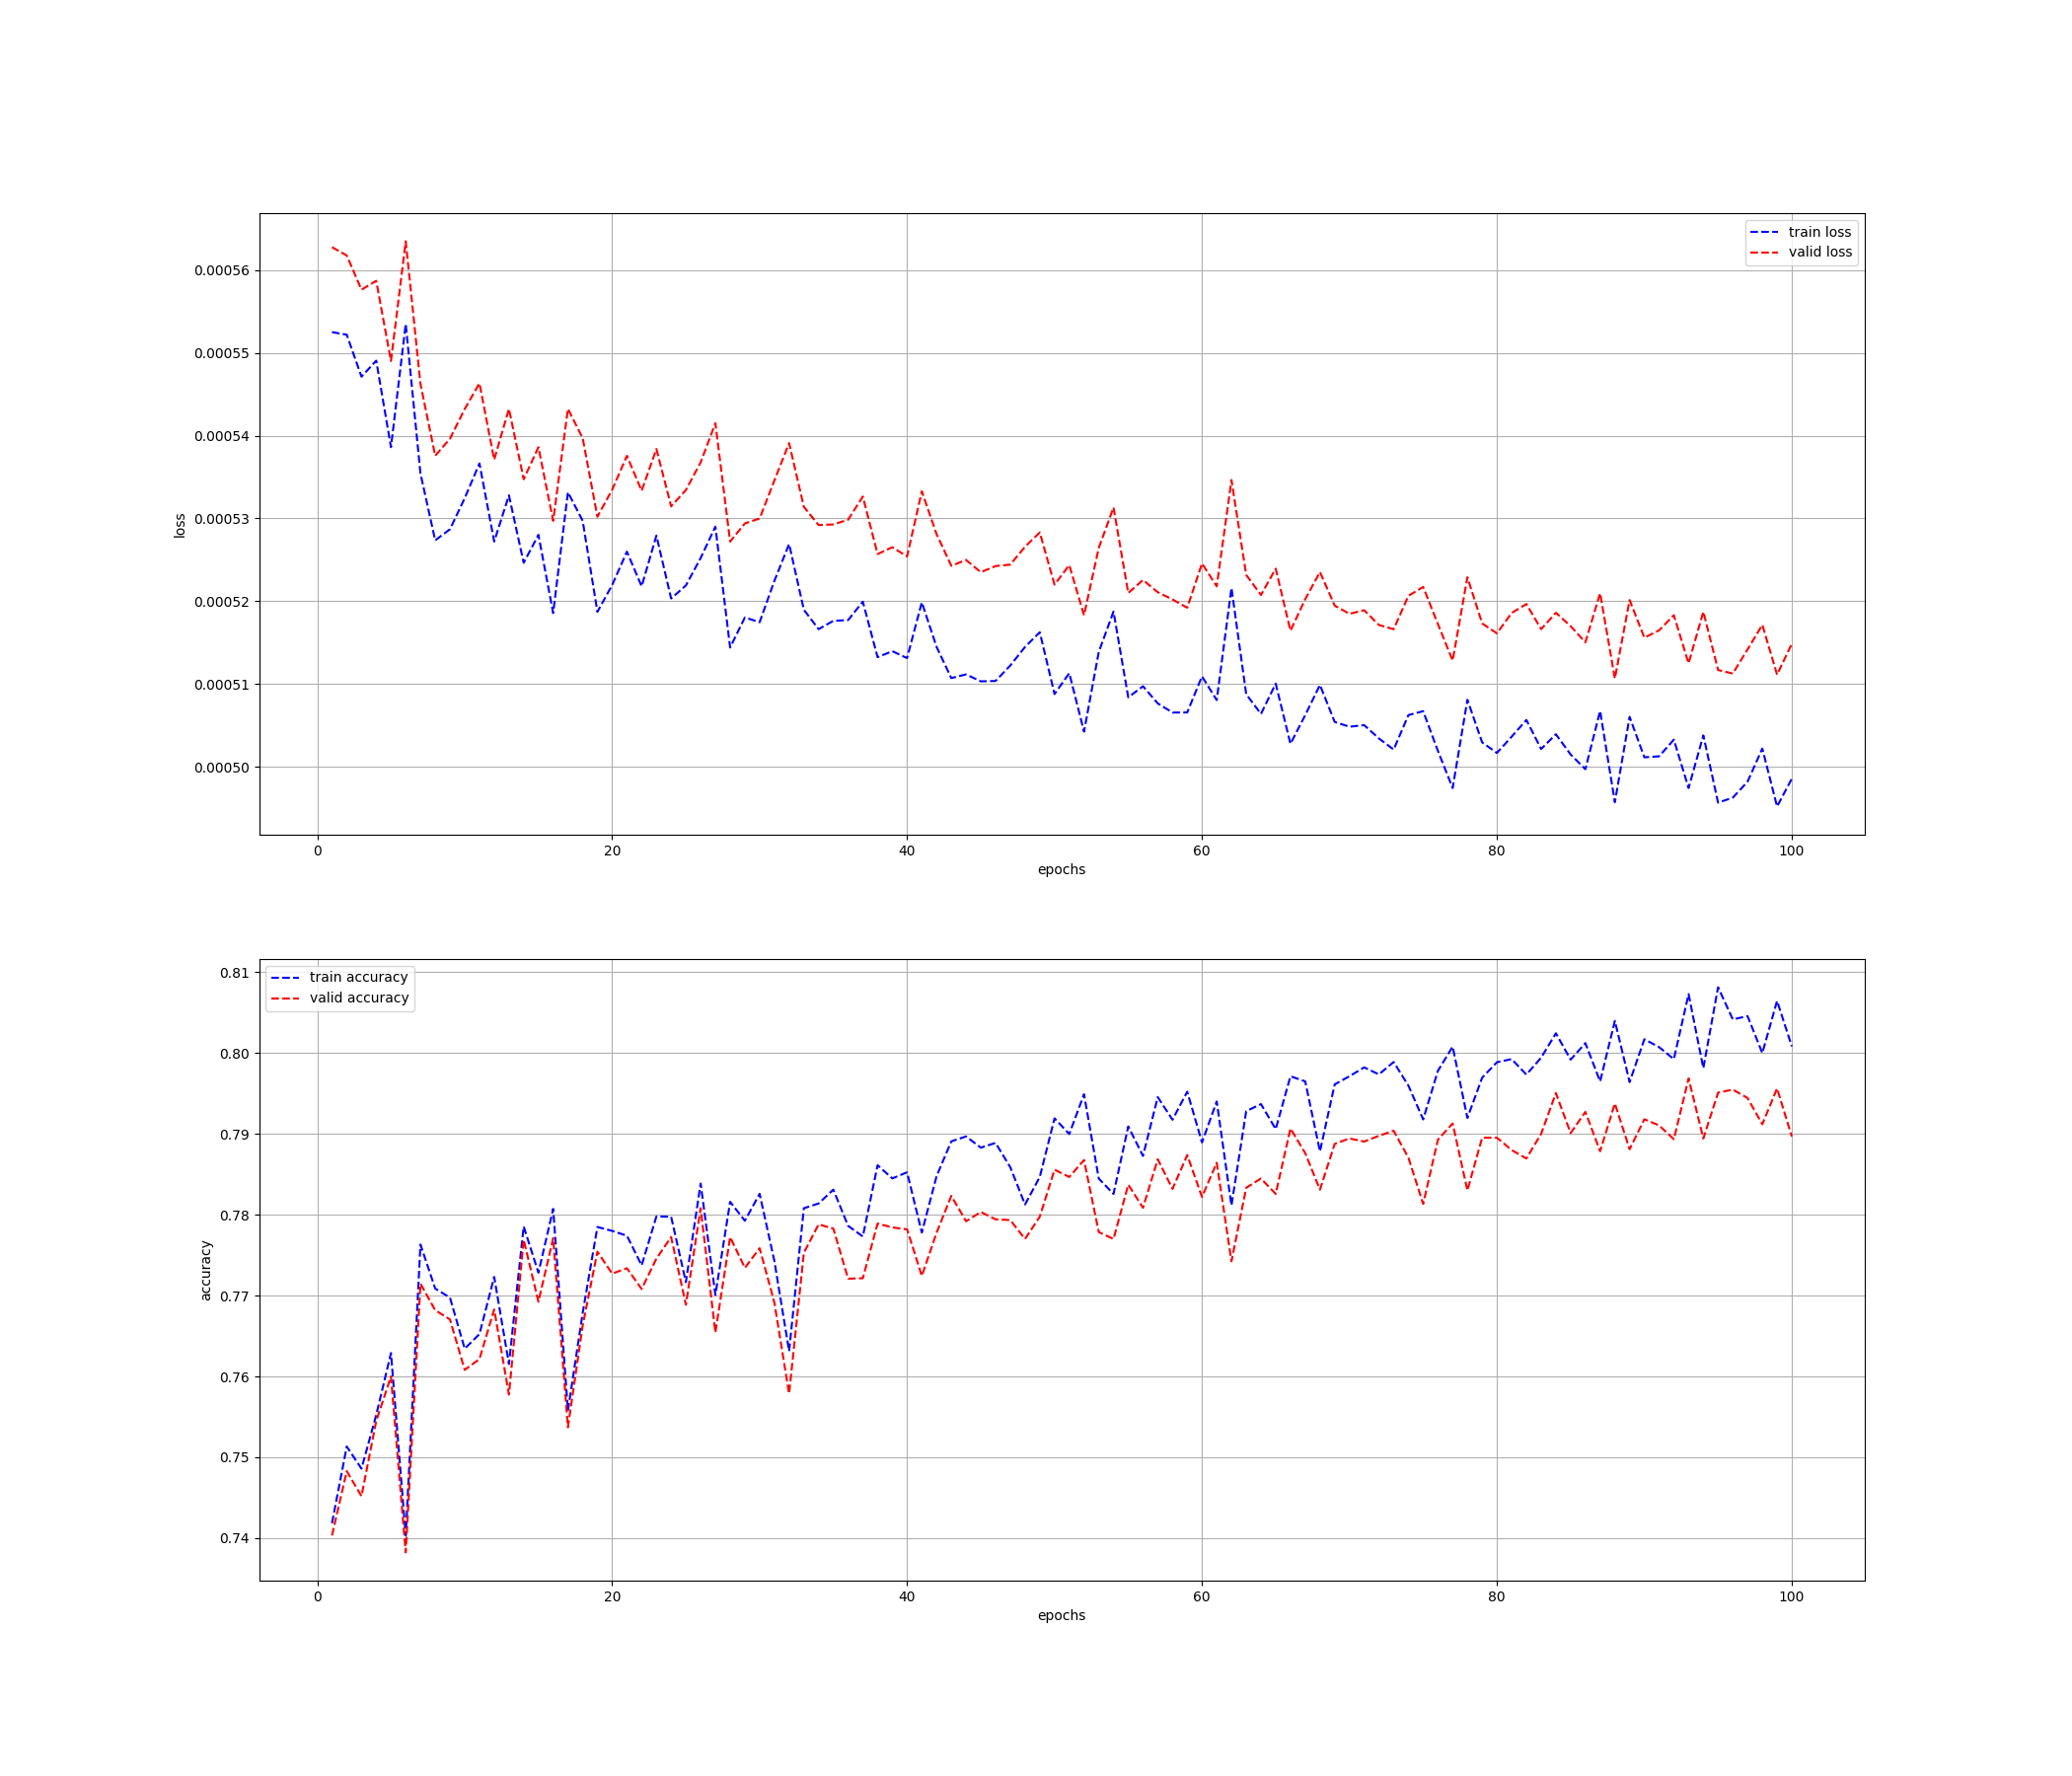 train loss
valid loss
0.00056
0.00055
0.00054
0.00053
0.00052
0.00051
0.00050
loss
0 20 40 60 80 100
epochs
train accuracy
valid accuracy
0.81
0.80
0.79
0.78
0.77
0.76
0.75
0.74
accuracy
0 20 40 60 80 100
epochs